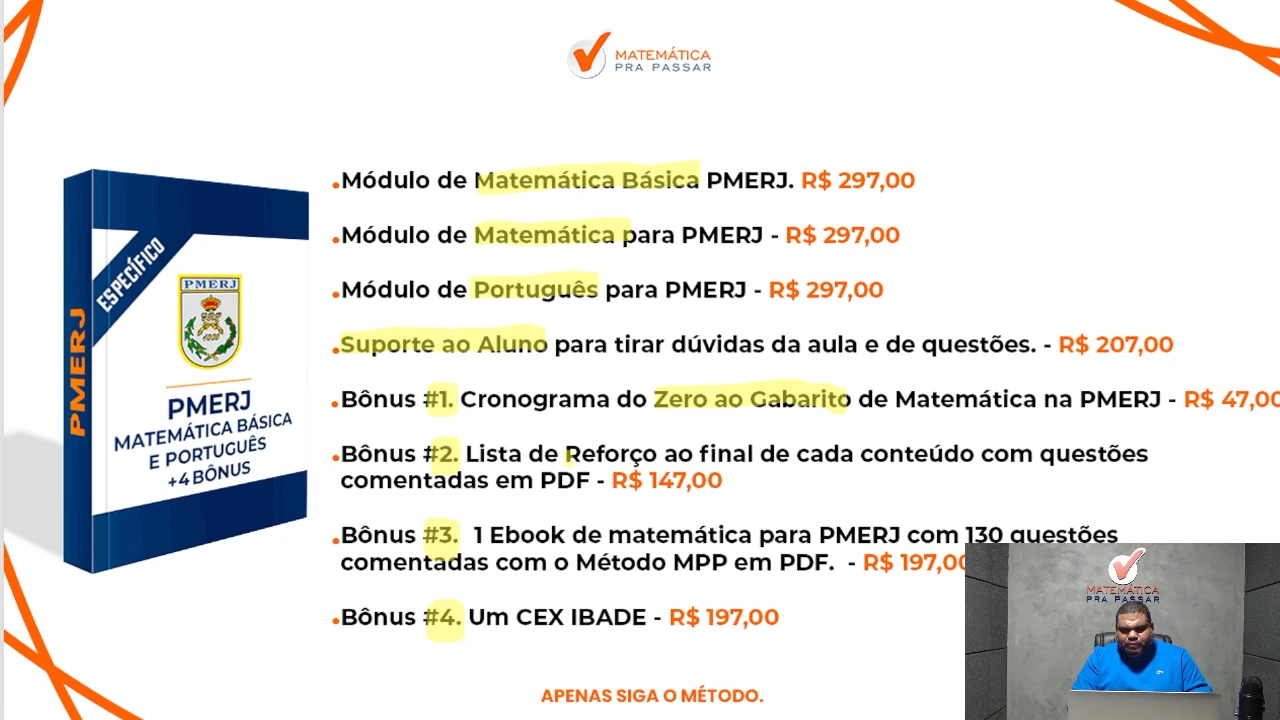 MATEMÁTICA
PRA PASSAR
.Módulo de Matemática Básica PMERJ. R$ 297,00
.Módulo de Matemática para PMERJ - R$ 297,00
.Módulo de Português para PMERJ - R$ 297,00
.Suporte ao Aluno para tirar dúvidas da aula e de questões. - R$ 207,00
.Bônus #1. Cronograma do Zero ao Gabarito de Matemática na PMERJ - R$ 47,00
.Bônus #2. Lista de Reforço ao final de cada conteúdo com questões
comentadas em PDF - R$ 147,00
.Bônus #3. 1 Ebook de matemática para PMERJ com 130 questões
comentadas com o Método MPP em PDF. - R$ 197,00
.Bônus #4. Um CEX IBADE - R$ 197,00
PMERJ
ESPECÍFICO
PMERJ
PMERJ
MATEMÁTICA BÁSICA
E PORTUGUÊS
+4 BÔNUS
MATEMÁTICA
PRA PASSAR
APENAS SIGA O MÉTODO.